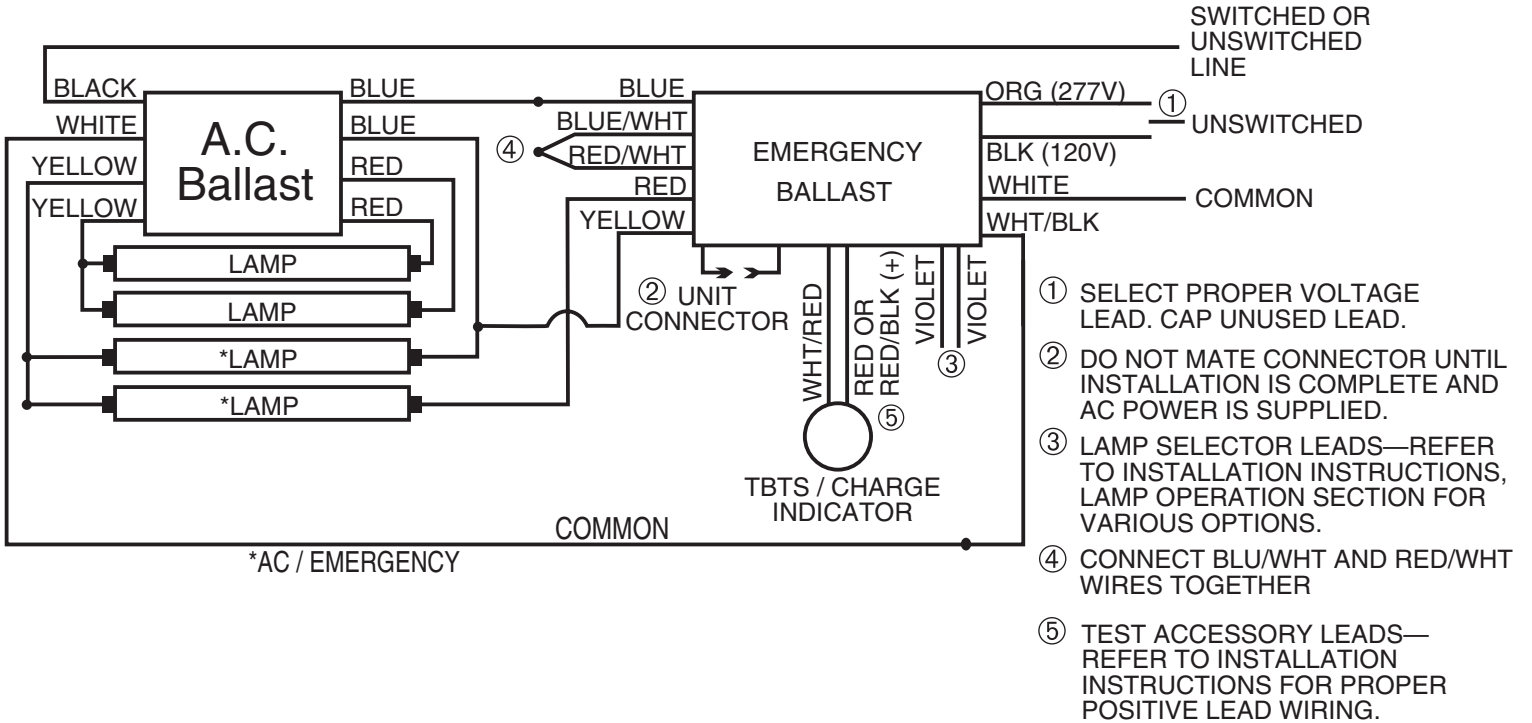 SWITCHED OR
UNSWITCHED
LINE
BLACK
WHITE
YELLOW
YELLOW
A.C.
Ballast
BLUE
BLUE
RED
RED
LAMP
LAMP
*LAMP
*LAMP
BLUE
BLUE/WHT
④
RED/WHT
RED
YELLOW
EMERGENCY
BALLAST
ORG (277V)
①
UNSWITCHED
BLK (120V)
WHITE
COMMON
WHT/BLK
② UNIT
CONNECTOR
WHT/RED
RED OR
RED/BLK (+)
VIOLET
VIOLET
③
⑤
TBTS / CHARGE
INDICATOR
COMMON
*AC / EMERGENCY
① SELECT PROPER VOLTAGE
LEAD. CAP UNUSED LEAD.
② DO NOT MATE CONNECTOR UNTIL
INSTALLATION IS COMPLETE AND
AC POWER IS SUPPLIED.
③ LAMP SELECTOR LEADS—REFER
TO INSTALLATION INSTRUCTIONS,
LAMP OPERATION SECTION FOR
VARIOUS OPTIONS.
④ CONNECT BLU/WHT AND RED/WHT
WIRES TOGETHER
⑤ TEST ACCESSORY LEADS—
REFER TO INSTALLATION
INSTRUCTIONS FOR PROPER
POSITIVE LEAD WIRING.